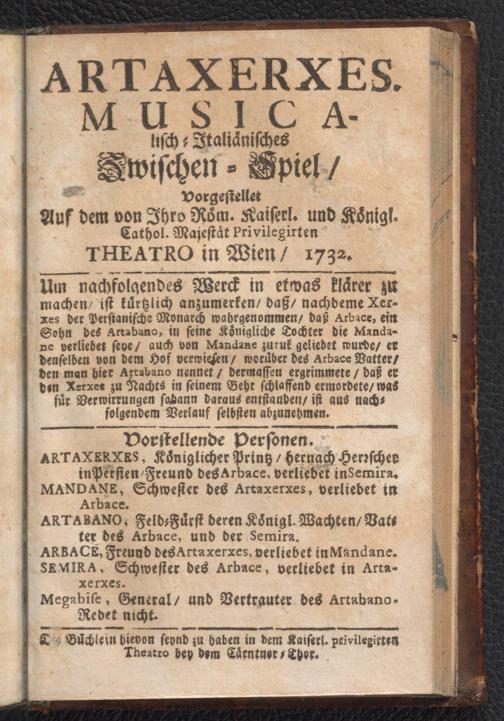 ARTAXERXES.
MUSICA-
lisch-Italiänisches
Zwischen-Spiel/
Vorgestellet
Auf dem von Ihro Röm. Kaiserl. und Königl.
Cathol. Majestät Privilegirten
THEATRO in Wien/ 1732.
Um nachfolgendes Werck in etwas klärer zu
machen/ ist kürtzlich anzumerken/ daß/ nachdeme Xer-
xes der Persianische Monarch wahrgenommen/ daß Arbace, ein
Sohn des Artabano, in seine Königliche Tochter die Manda-
ne verliebet seye/ auch von Mandane zuruk geliebet wurde/ er
denselben von dem Hof verwiesen/ worüber des Arbace Vatter/
den man hier Artabano nennet/ dermassen ergrimmete/ daß er
den Xerxes zu Nachts in seinem Beht schlaffend ermordete/ was
für Verwirrungen sodann daraus entstanden/ ist aus nach-
folgendem Verlauf selbsten abzunehmen.
Vorstellende Personen.
ARTAXERXES, Königlicher Printz/ hernach Herrscher
in Persien/ Freund des Arbace, verliebet in Semira.
MANDANE, Schwester des Artaxerxes, verliebet in
Arbace.
ARTABANO, Feld-Fürst deren Königl. Wachten/ Vat-
ter des Arbace, und der Semira.
ARBACE, Freund des Artaxerxes, verliebet in Mandane.
SEMIRA, Schwester des Arbace, verliebet in Arta-
xerxes.
Megabise, General/ und Vertrauter des Artabano-
Redet nicht.
Die Büchlein hievon seynd zu haben in dem Kaiserl. privilegirten
Theatro bey dem Cärntner-Thor.